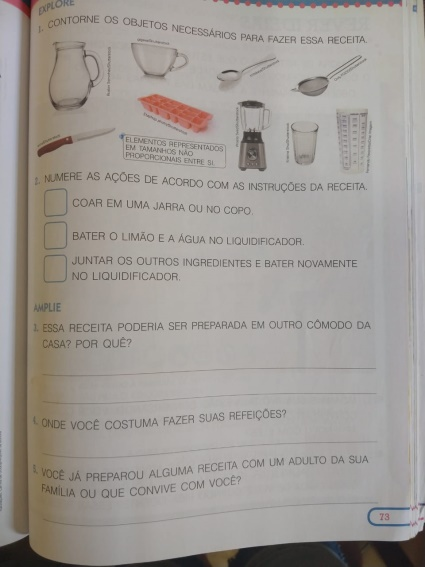 EXPLORE
1. CONTORNE OS OBJETOS NECESSÁRIOS PARA FAZER ESSA RECEITA.
ELEMENTOS REPRESENTADOS
EM TAMANHOS NÃO
PROPORCIONAIS ENTRE SI.
2. NUMERE AS AÇÕES DE ACORDO COM AS INSTRUÇÕES DA RECEITA.
COAR EM UMA JARRA OU NO COPO.
BATER O LIMÃO E A ÁGUA NO LIQUIDIFICADOR.
JUNTAR OS OUTROS INGREDIENTES E BATER NOVAMENTE
NO LIQUIDIFICADOR.
AMPLIE
3. ESSA RECEITA PODERIA SER PREPARADA EM OUTRO CÔMODO DA
CASA? POR QUÊ?
4. ONDE VOCÊ COSTUMA FAZER SUAS REFEIÇÕES?
5. VOCÊ JÁ PREPAROU ALGUMA RECEITA COM UM ADULTO DA SUA
FAMÍLIA OU QUE CONVIVE COM VOCÊ?
73